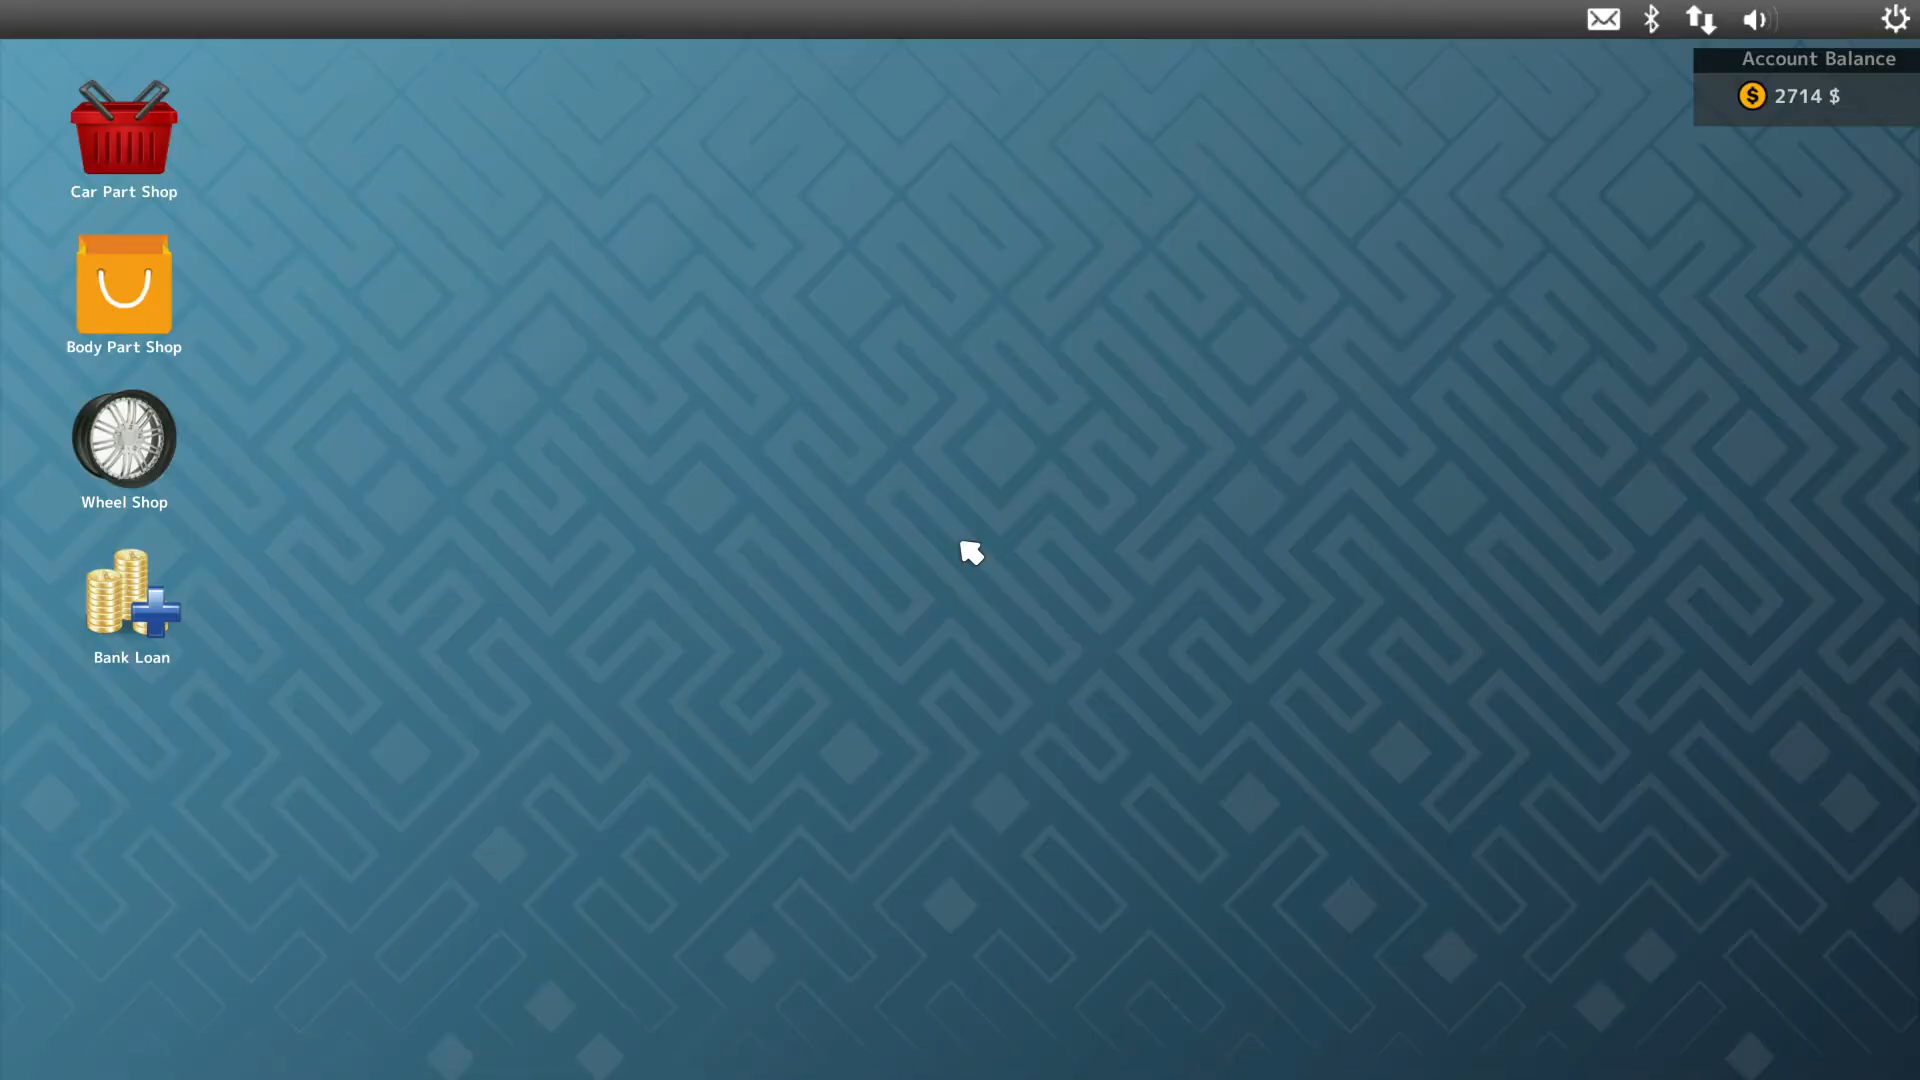 Account Balance
2714 $
Car Part Shop
Body Part Shop
Wheel Shop
Bank Loan